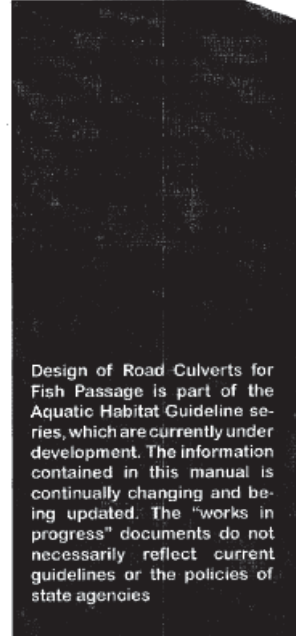 Design of Road Culverts for
Fish Passage is part of the
Aquatic Habitat Guideline se-
ries, which are currently under
development. The information
contained in this manual is
continually changing and be-
ing updated. The "works in
progress" documents do not
necessarily reflect current
guidelines or the policies of
state agencies